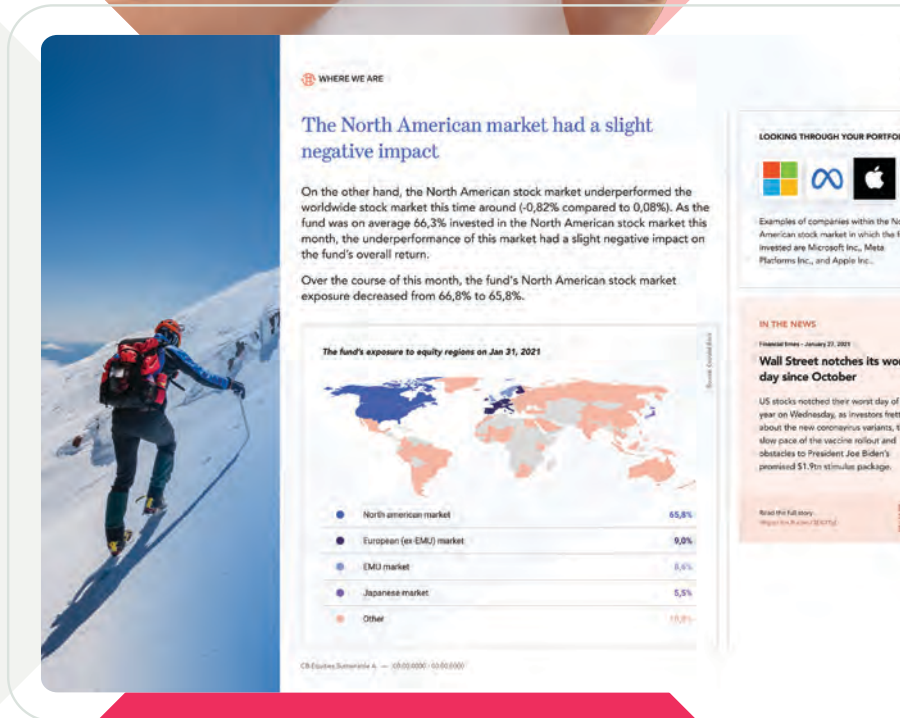 WHERE WE ARE
The North American market had a slight
negative impact
On the other hand, the North American stock market underperformed the
worldwide stock market this time around (-0,82% compared to 0,08%). As the
fund was on average 66,3% invested in the North American stock market this
month, the underperformance of this market had a slight negative impact on
the fund's overall return.
Over the course of this month, the fund's North American stock market
exposure decreased from 66,8% to 65,8%.
The fund's exposure to equity regions on Jan 31, 2021
North american market 65,8%
European (ex-EMU) market 9,0%
EMU market
Japanese market 5,5%
Other
LOOKING THROUGH YOUR
Examples of companies within the
American stock market in which the
invested are Microsoft Inc., Meta
Platforms Inc., and Apple Inc..
IN THE NEWS
Financial times - January 27, 2021
Wall Street notches its
day since October
US stocks notched their worst day of
year on Wednesday, as investors
about the new coronavirus variants,
slow pace of the vaccine rollout and
obstacles to President Joe Biden's
promised $1.9tn stimulus package.
Read the full story